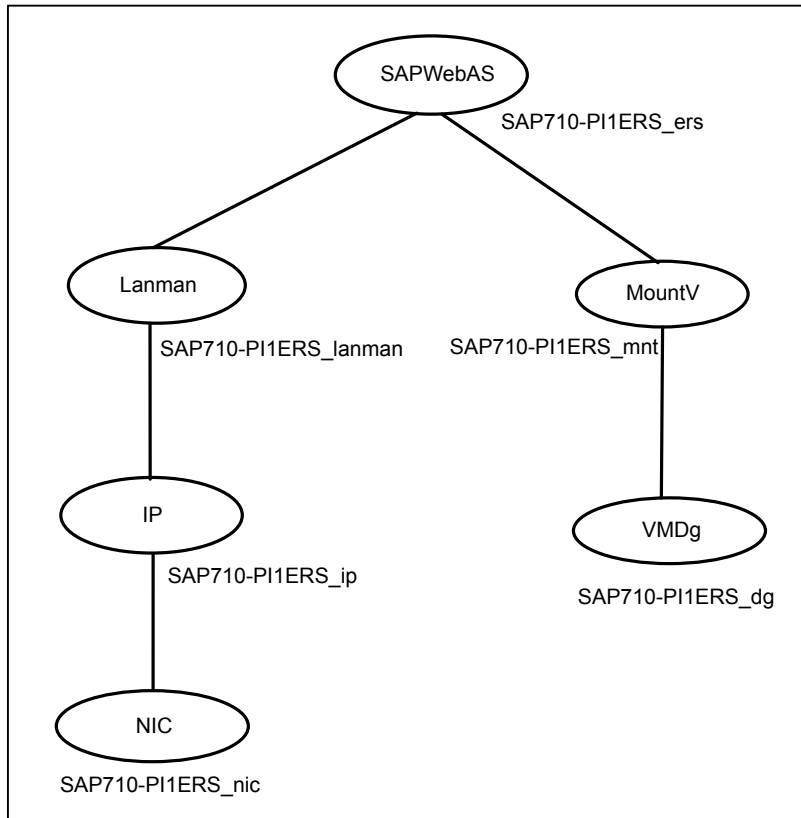 SAPWebAS
SAP710-PI1ERS_ers
Lanman
SAP710-PI1ERS_lanman
MountV
SAP710-PI1ERS_mnt
IP
SAP710-PI1ERS_ip
VMDg
SAP710-PI1ERS_dg
NIC
SAP710-PI1ERS_nic